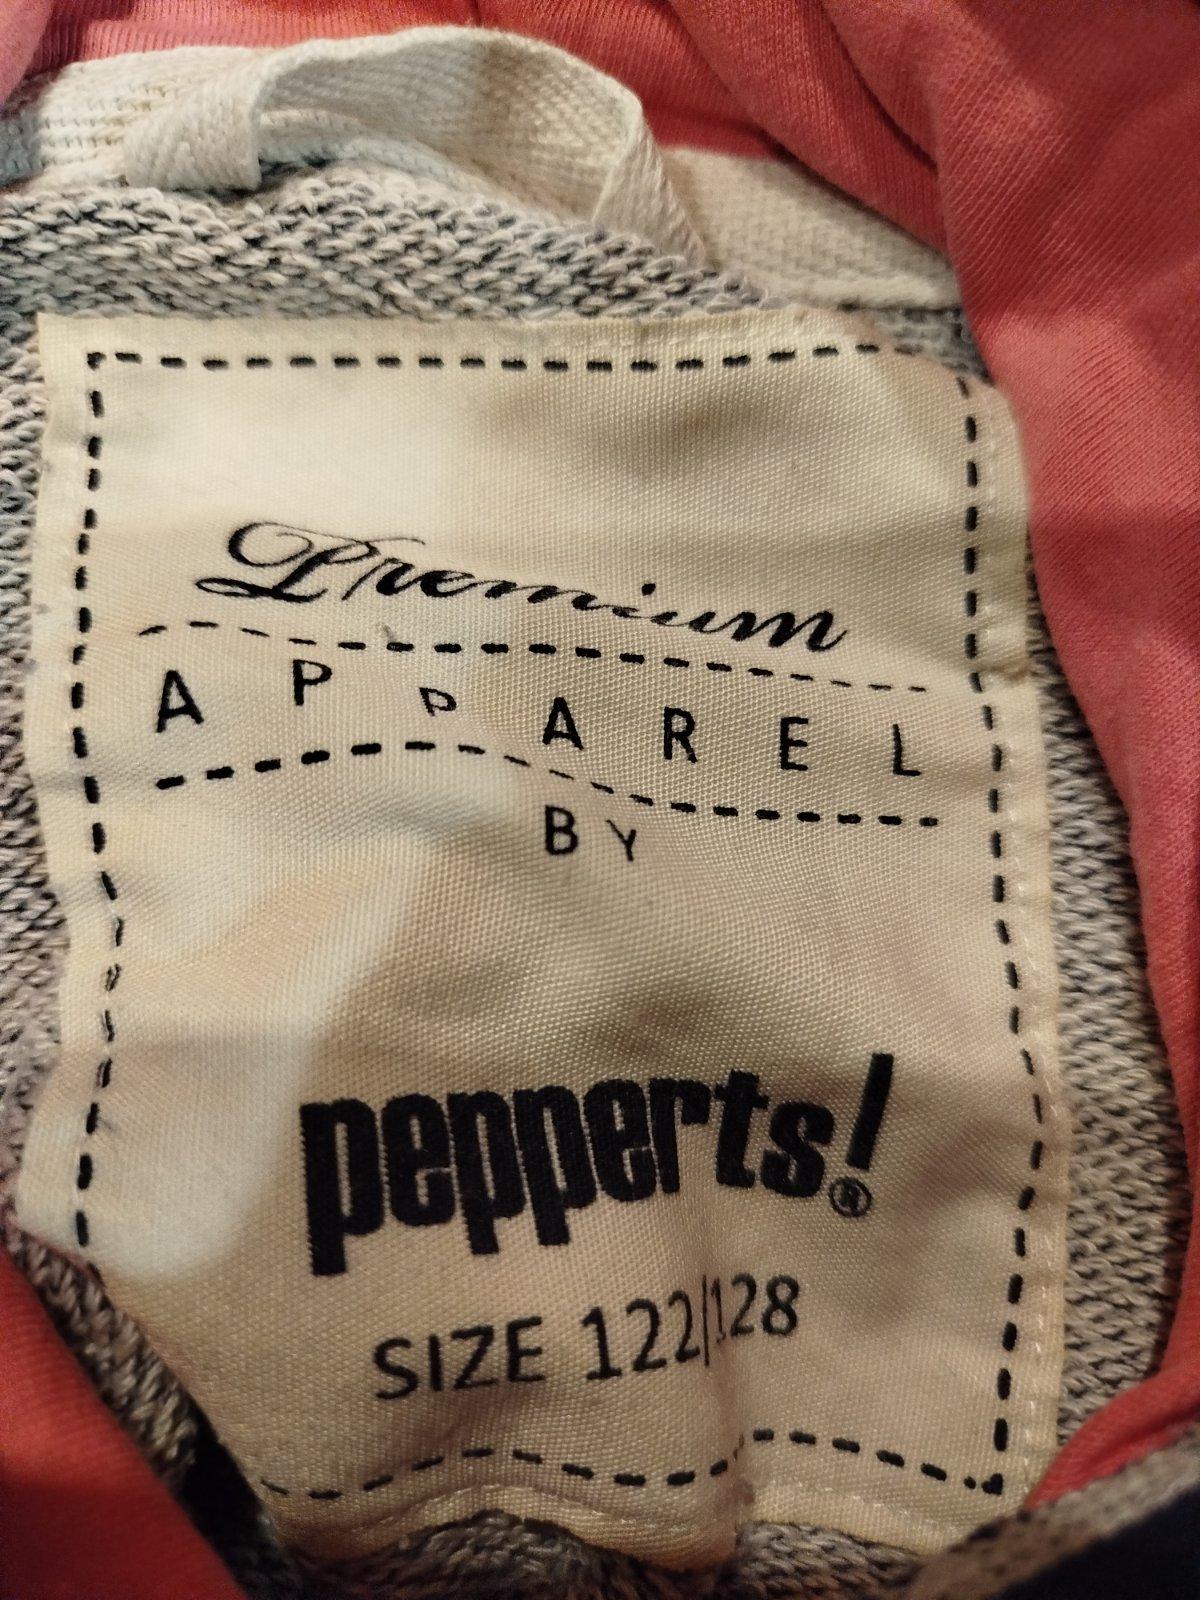 Premium
APPAREL
BY
pepperts!®
SIZE 122/128